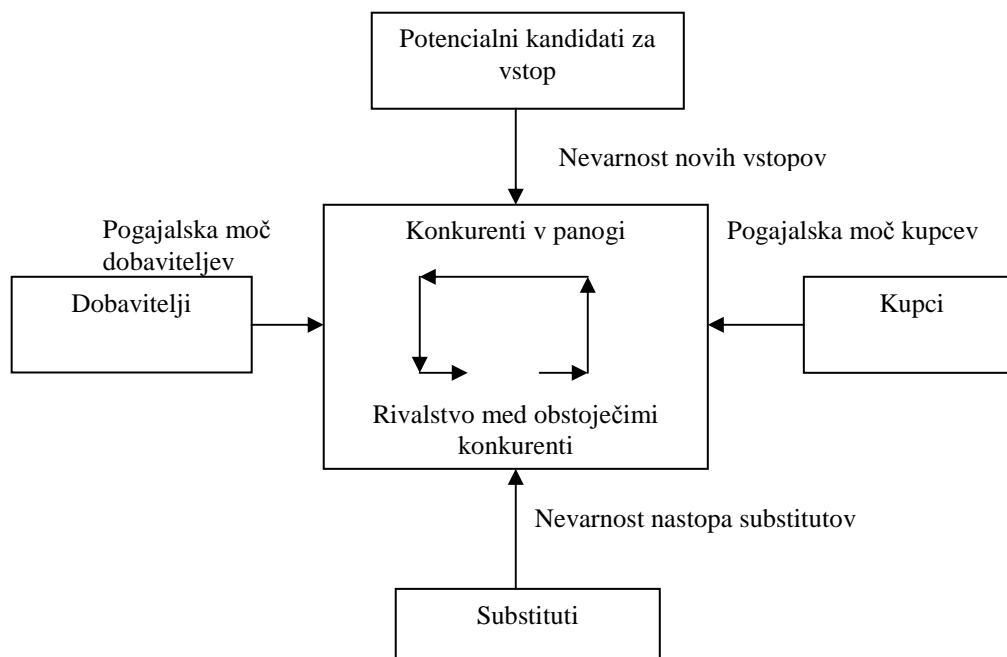 Potencialni kandidati za
vstop
Nevarnost novih vstopov
Pogajalska moč
dobaviteljev
Konkurenti v panogi
Pogajalska moč kupcev
Dobavitelji
Kupci
Rivalstvo med obstoječimi
konkurenti
Nevarnost nastopa substitutov
Substituti